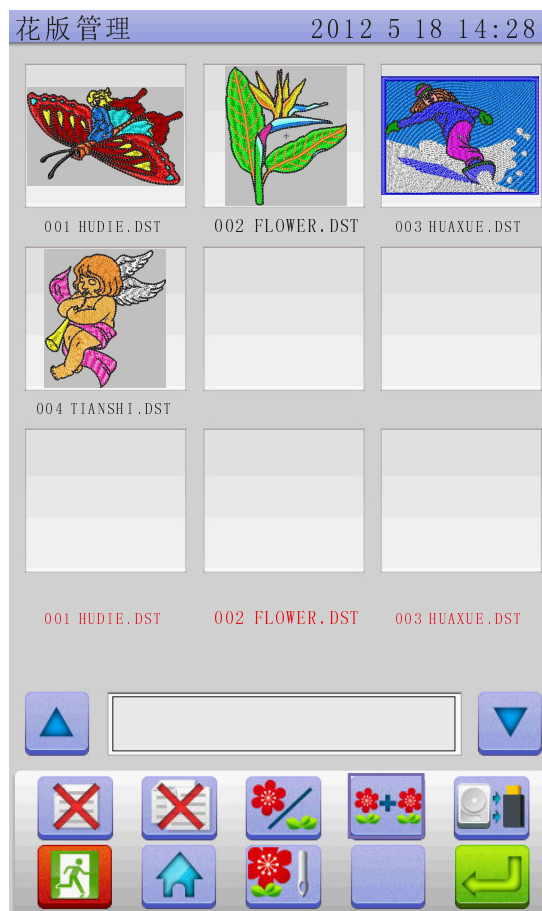 花版管理 2012 5 18 14:28
001 HUDIE.DST 002 FLOWER.DST 003 HUAXUE.DST
004 TIANSHI.DST
001 HUDIE.DST 002 FLOWER.DST 003 HUAXUE.DST